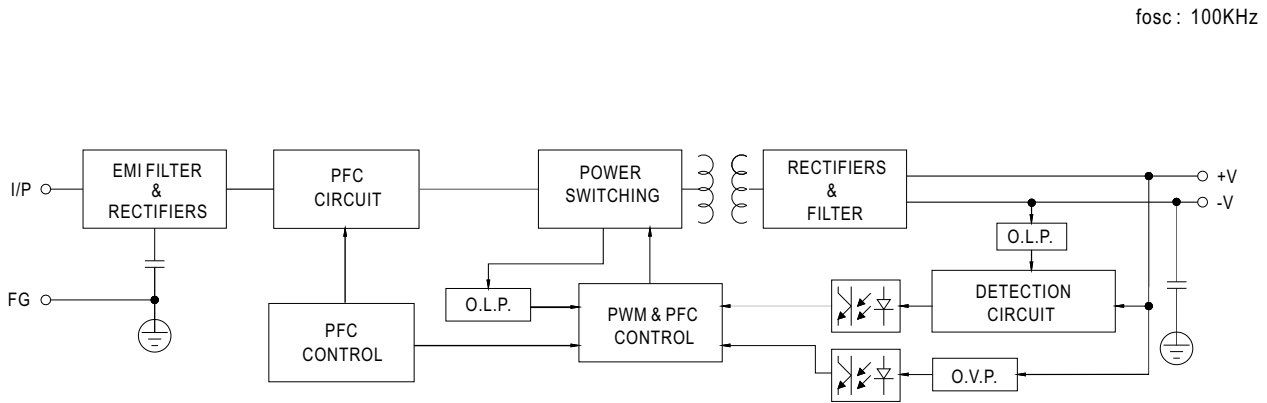 fosc : 100KHz
I/P
EMI FILTER
&
RECTIFIERS
PFC
CIRCUIT
POWER
SWITCHING
RECTIFIERS
&
FILTER
+V
-V
O.L.P.
FG
O.L.P.
PFC
CONTROL
PWM & PFC
CONTROL
DETECTION
CIRCUIT
O.V.P.